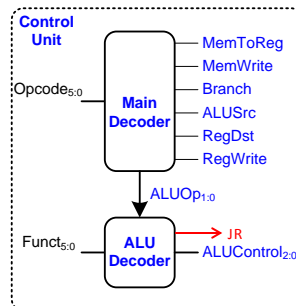 Control
Unit
MemToReg
MemWrite
Branch
ALUSrc
RegDst
RegWrite
Opcode5:0
Main
Decoder
ALUOp1:0
JR
Funct5:0
ALU
Decoder
ALUControl2:0